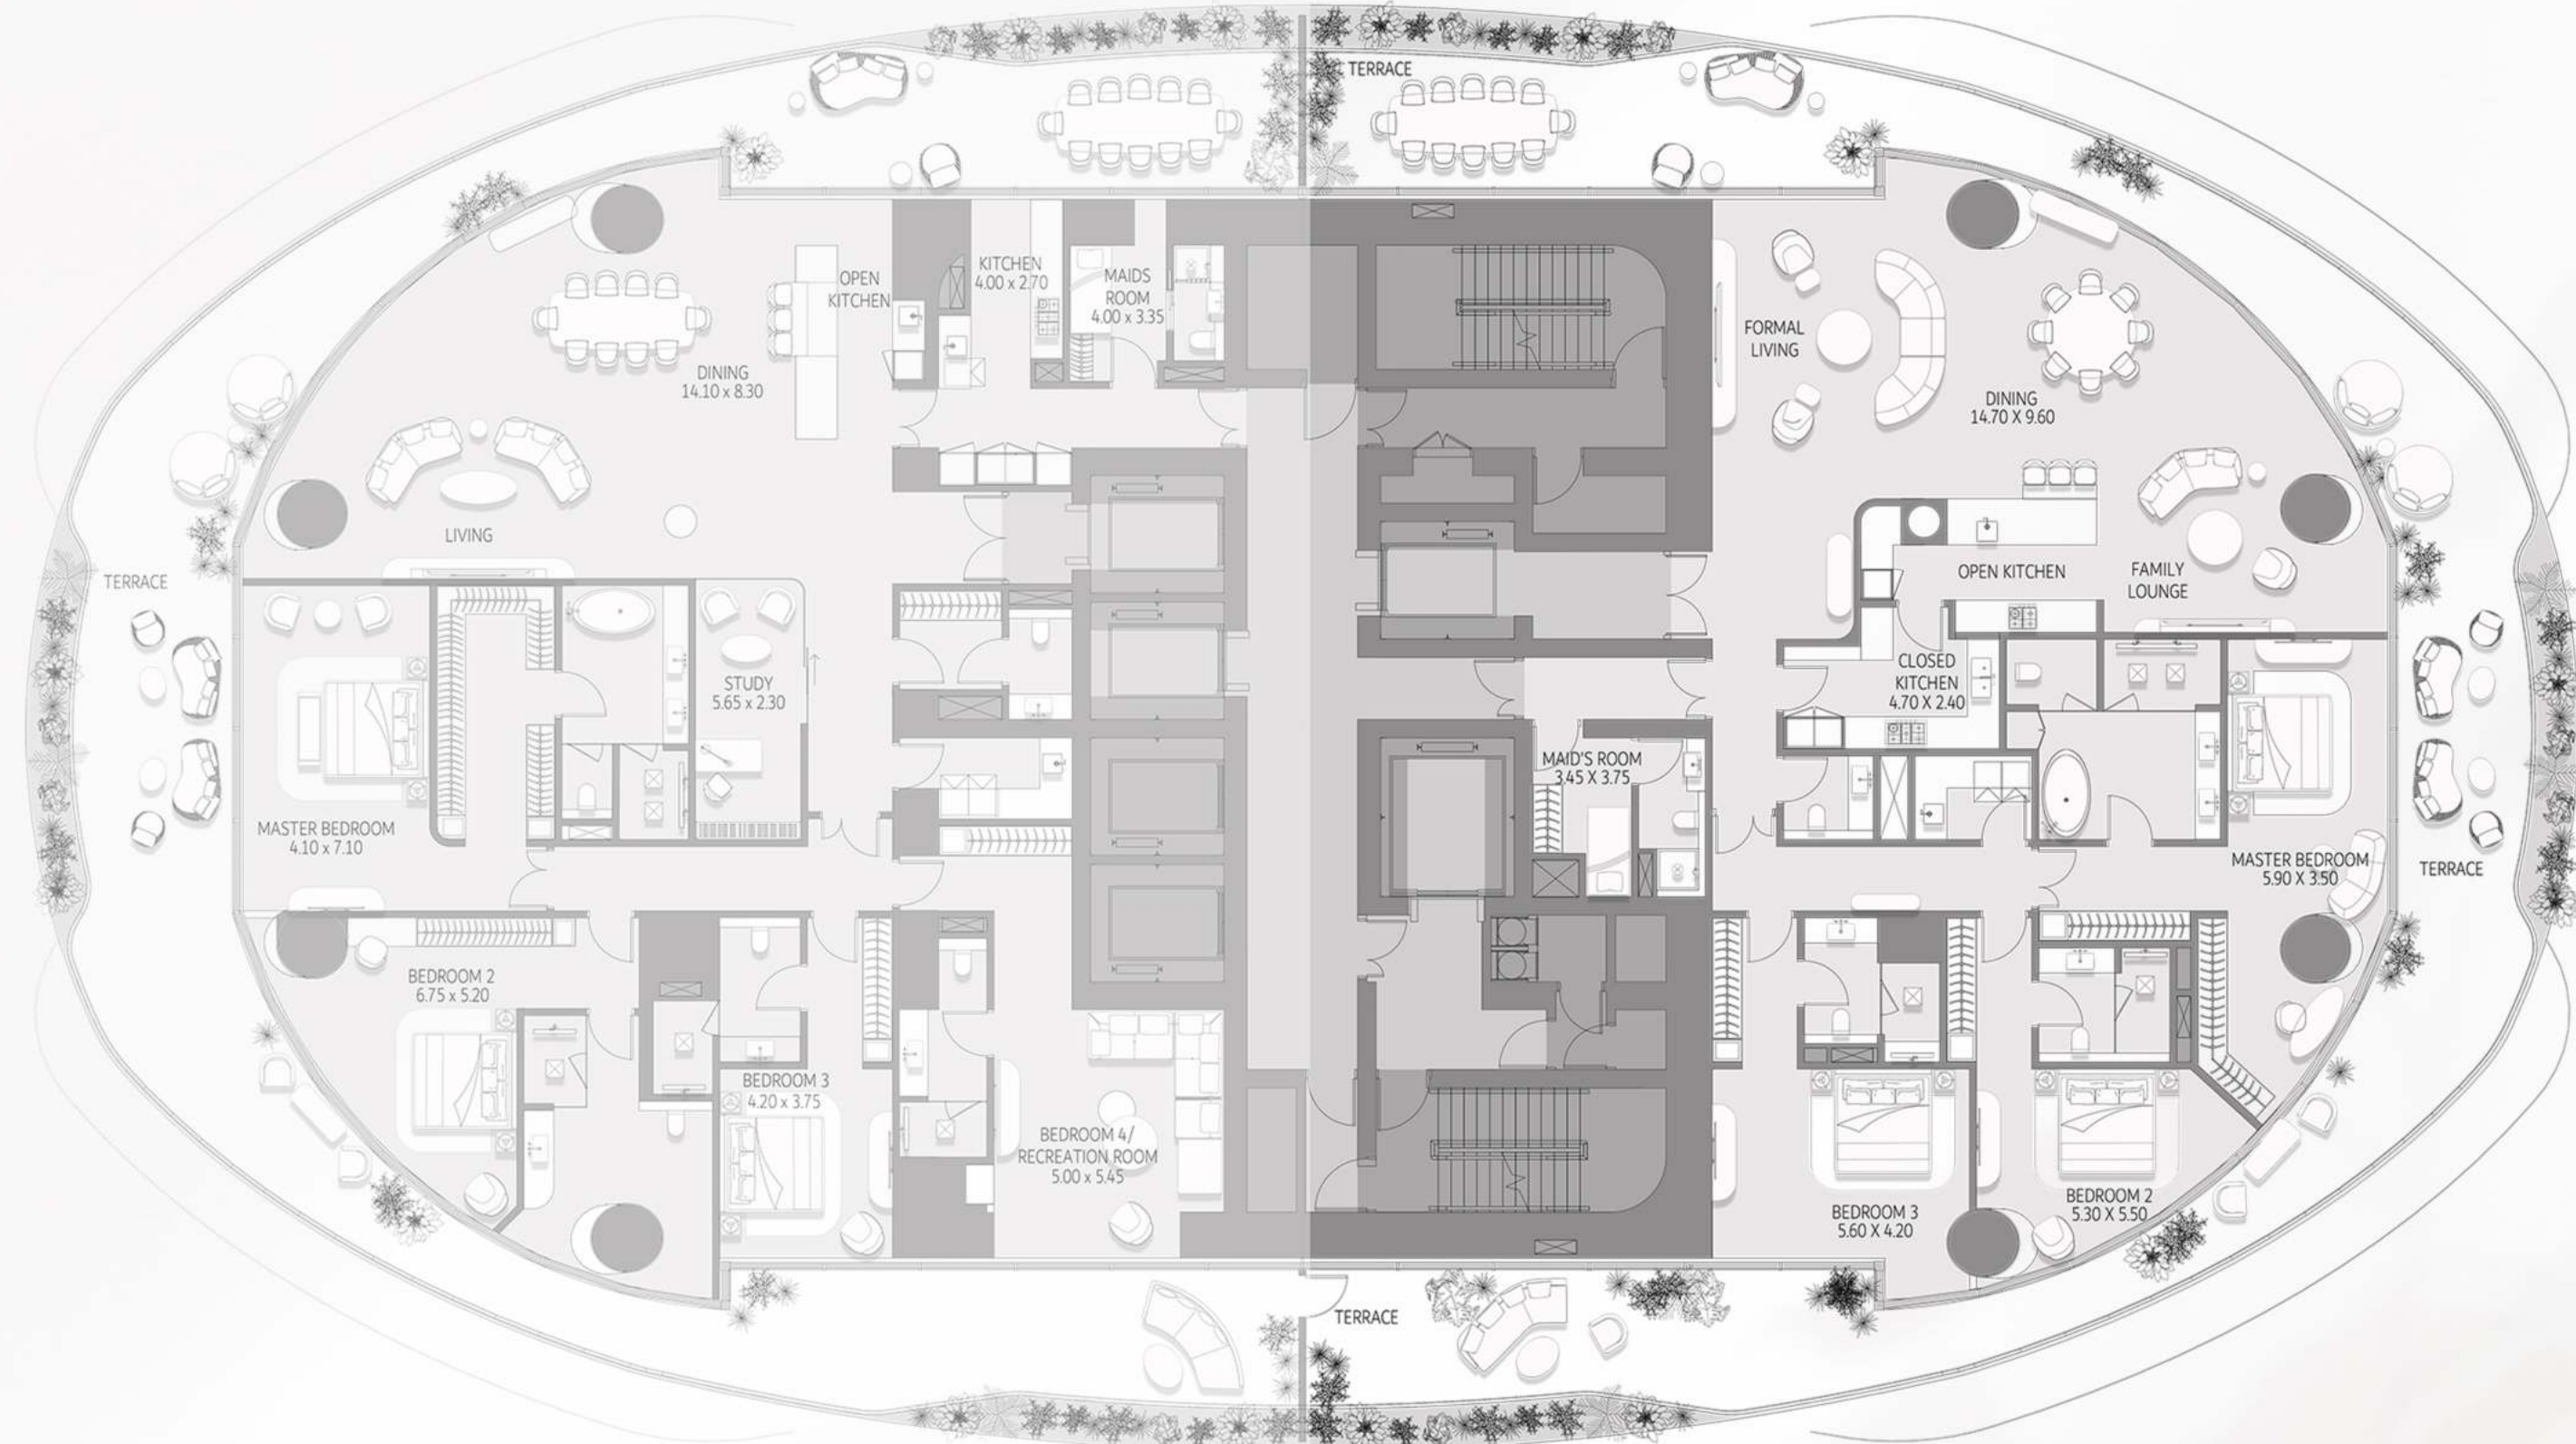 TERRACE
OPEN
KITCHEN
KITCHEN
4.00 x 2.70
MAIDS
ROOM
4.00 x 3.35
DINING
14.10 x 8.30
LIVING
TERRACE
STUDY
5.65 x 2.30
MASTER BEDROOM
4.10 x 7.10
BEDROOM 2
6.75 x 5.20
BEDROOM 3
4.20 x 3.75
BEDROOM 4/
RECREATION ROOM
5.00 x 5.45
FORMAL
LIVING
DINING
14.70 X 9.60
OPEN KITCHEN
FAMILY
LOUNGE
CLOSED
KITCHEN
4.70 X 2.40
MAID'S ROOM
3.45 X 3.75
MASTER BEDROOM
5.90 X 3.50
TERRACE
BEDROOM 3
5.60 X 4.20
BEDROOM 2
5.30 X 5.50
TERRACE